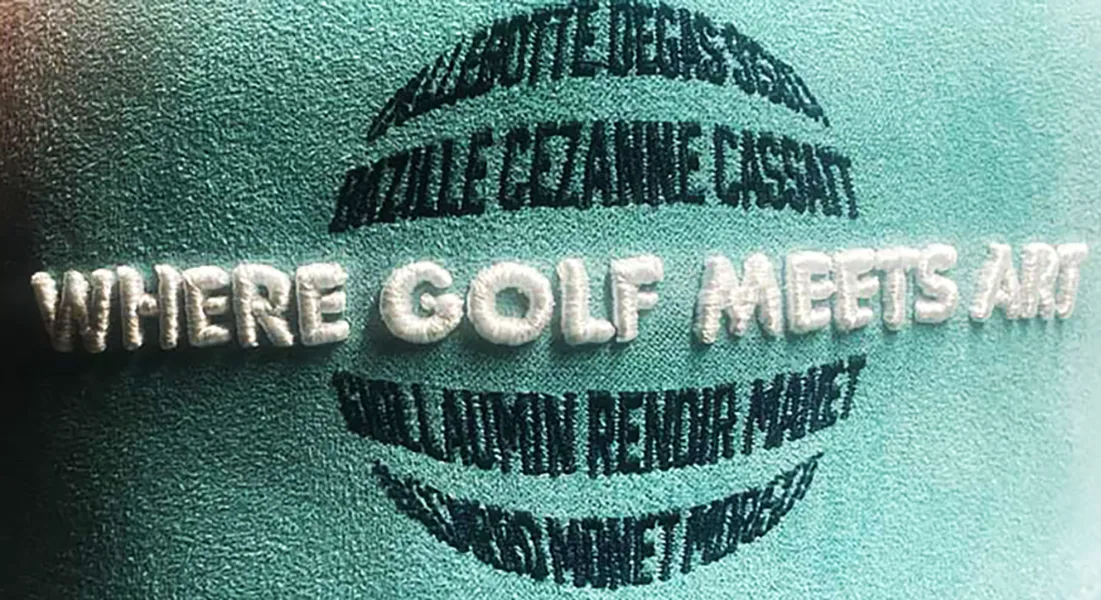 DEGAS
BAZILLE CEZANNE CASSATT
WHERE GOLF MEETS ART
GUILLAUMIN RENOIR MANET
MONET